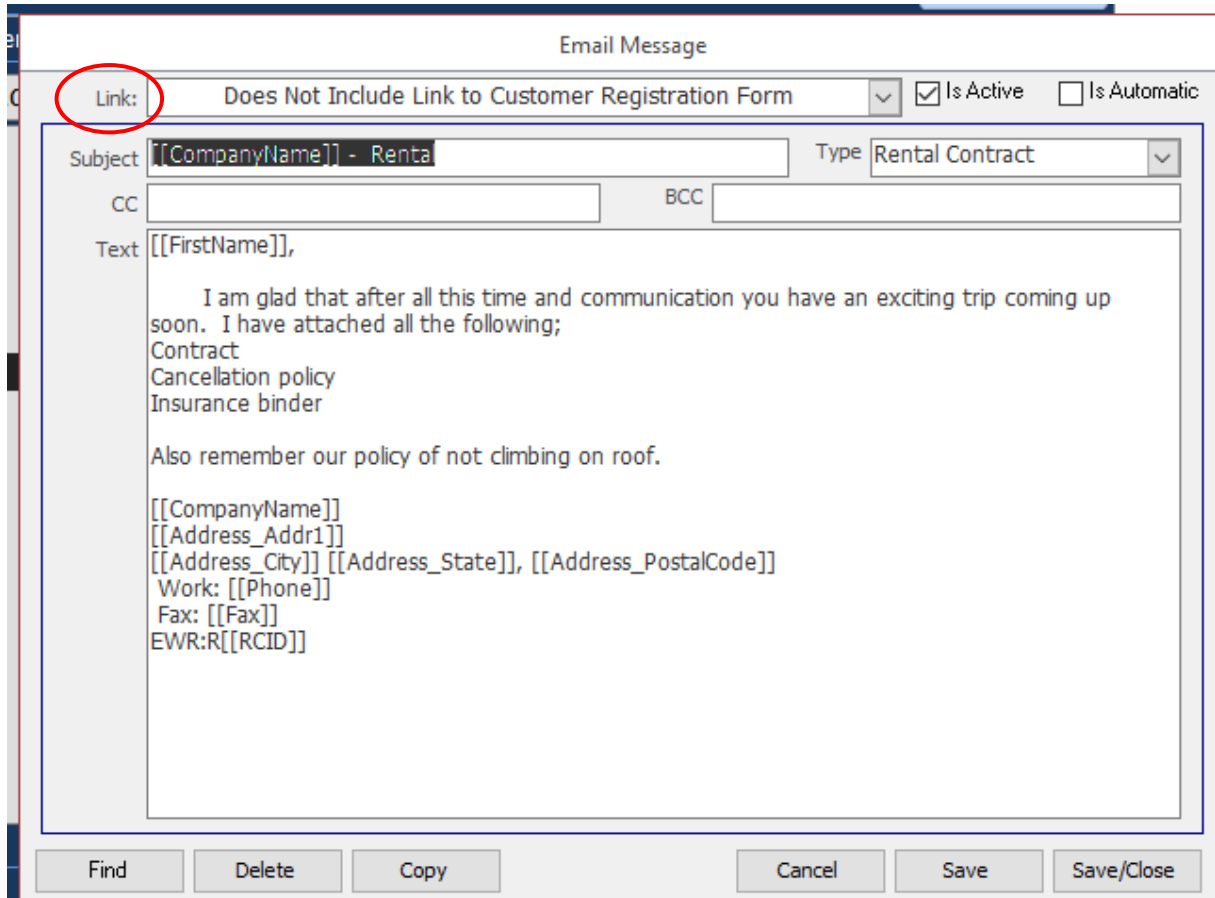 Email Message
Link: Does Not Include Link to Customer Registration Form Is Active Is Automatic
Subject [[CompanyName]] - Rental Type Rental Contract
CC BCC
Text [[FirstName]],
I am glad that after all this time and communication you have an exciting trip coming up
soon. I have attached all the following;
Contract
Cancellation policy
Insurance binder
Also remember our policy of not climbing on roof.
[[CompanyName]]
[[Address_Addr1]]
[[Address_City]] [[Address_State]], [[Address_PostalCode]]
Work: [[Phone]]
Fax: [[Fax]]
EWR:R[[RCID]]
Find Delete Copy Cancel Save Save/Close